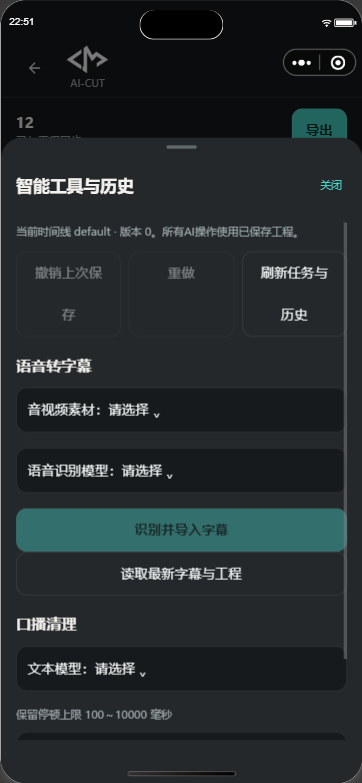 22:51
AI-CUT
12
导出
智能工具与历史
关闭
当前时间线 default · 版本 0。所有AI操作使用已保存工程。
撤销上次保
存
重做
刷新任务与
历史
语音转字幕
音视频素材：请选择
语音识别模型：请选择
识别并导入字幕
读取最新字幕与工程
口播清理
文本模型：请选择
保留停顿上限 100～10000 毫秒